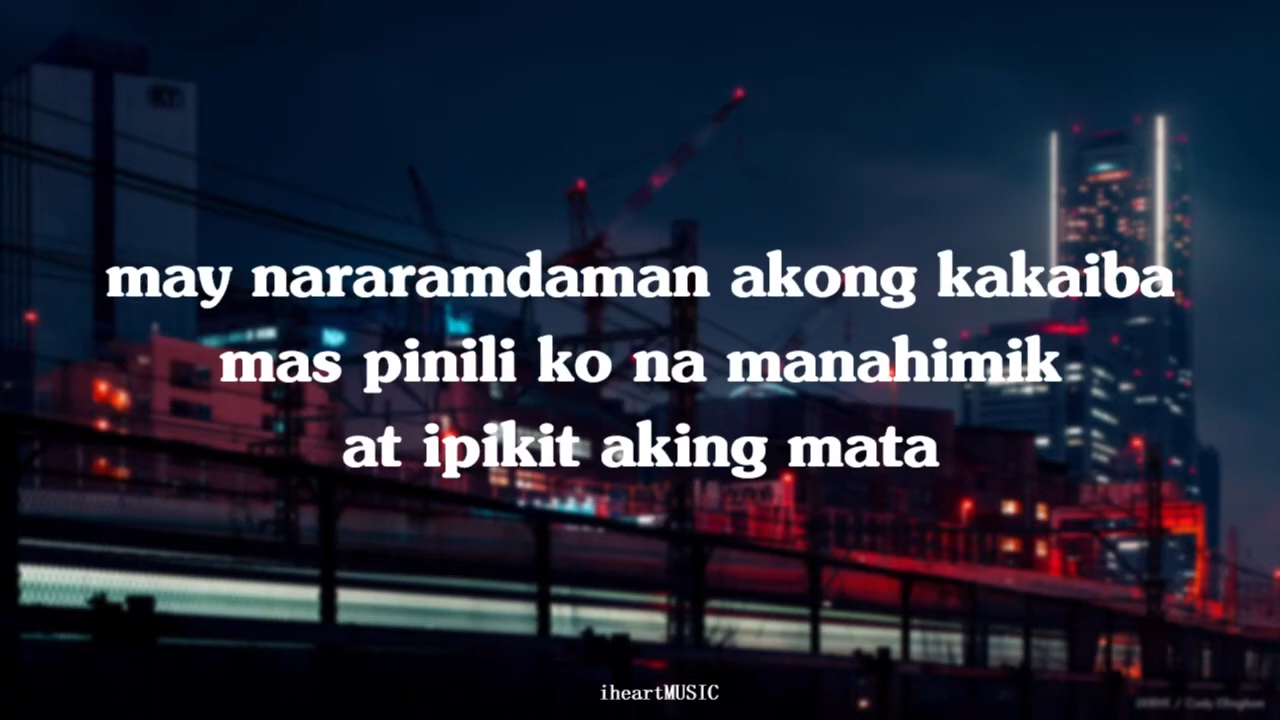 may nararamdaman akong kakaiba
mas pinili ko na manahimik
at ipikit aking mata
iheartMUSIC